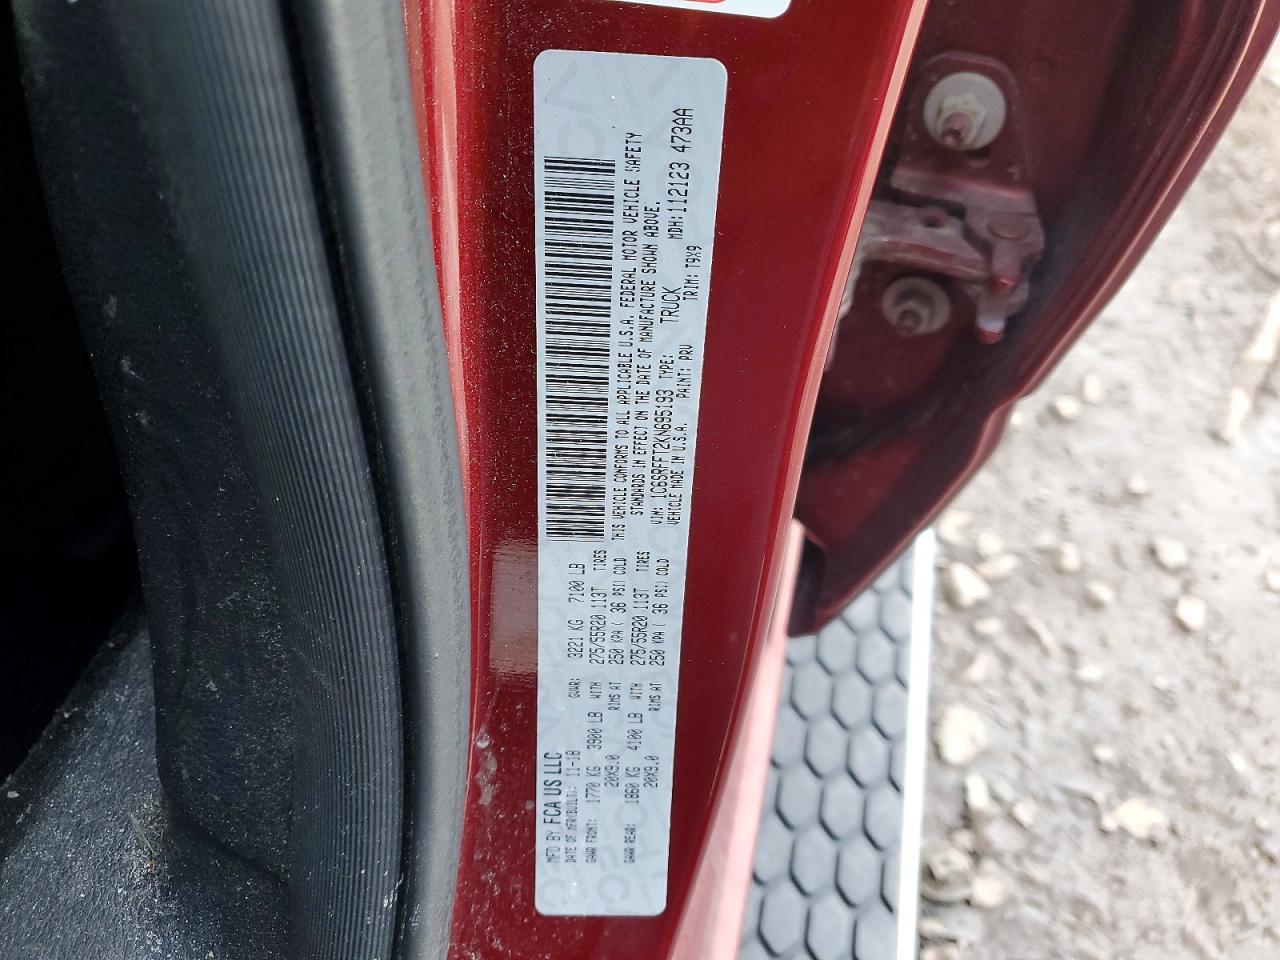 MFD BY FCA US LLC
DATE OF MFR(BUILT): 11-18 GVWR: 3221 KG 7100 LB
GAWR FRONT: 1770 KG 3900 LB WITH 275/55R20 113T TIRES
20X9.0 RIMS AT 250 KPA ( 36 PSI) COLD
GAWR REAR: 1860 KG 4100 LB WITH 275/55R20 113T TIRES
20X9.0 RIMS AT 250 KPA ( 36 PSI) COLD
THIS VEHICLE CONFORMS TO ALL APPLICABLE U.S.A. FEDERAL MOTOR VEHICLE SAFETY
STANDARDS IN EFFECT ON THE DATE OF MANUFACTURE SHOWN ABOVE.
VIN: 1C6SRFFT2KN695193 TYPE: TRUCK MDH: 112123 473AA
VEHICLE MADE IN U.S.A. PAINT: PRV TRIM: T9X9